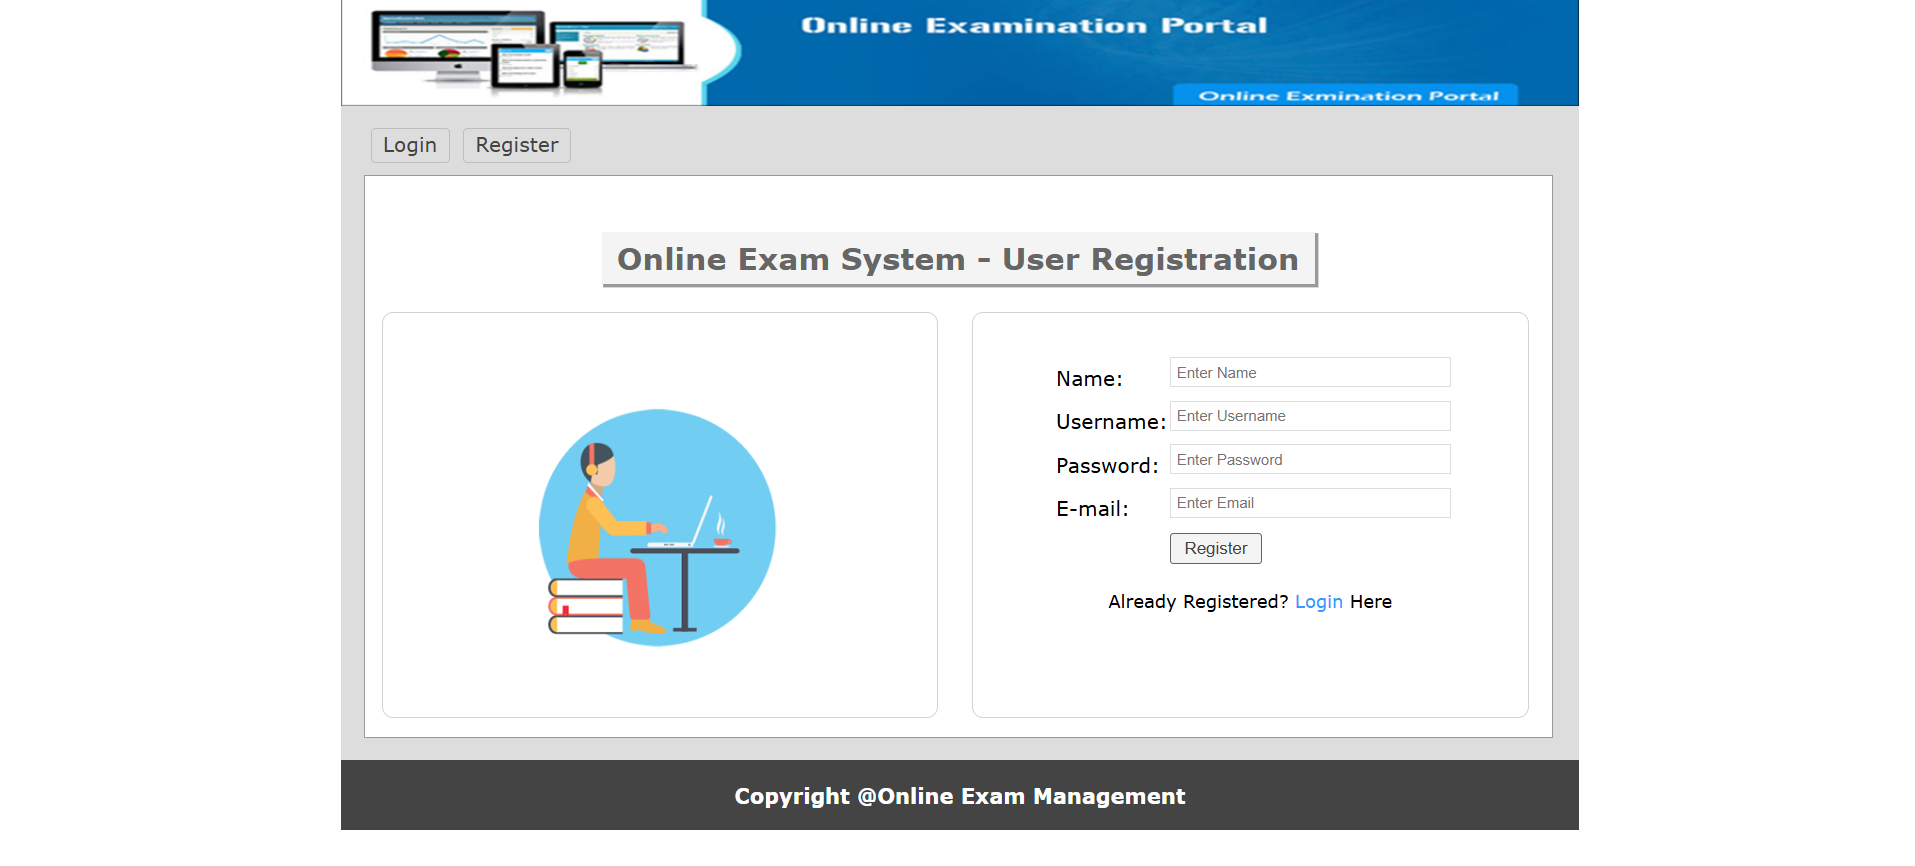 Online Examination Portal
Online Exmination Portal
Login Register
Online Exam System - User Registration
Name: Enter Name
Username: Enter Username
Password: Enter Password
E-mail: Enter Email
Register
Already Registered? Login Here
Copyright @Online Exam Management